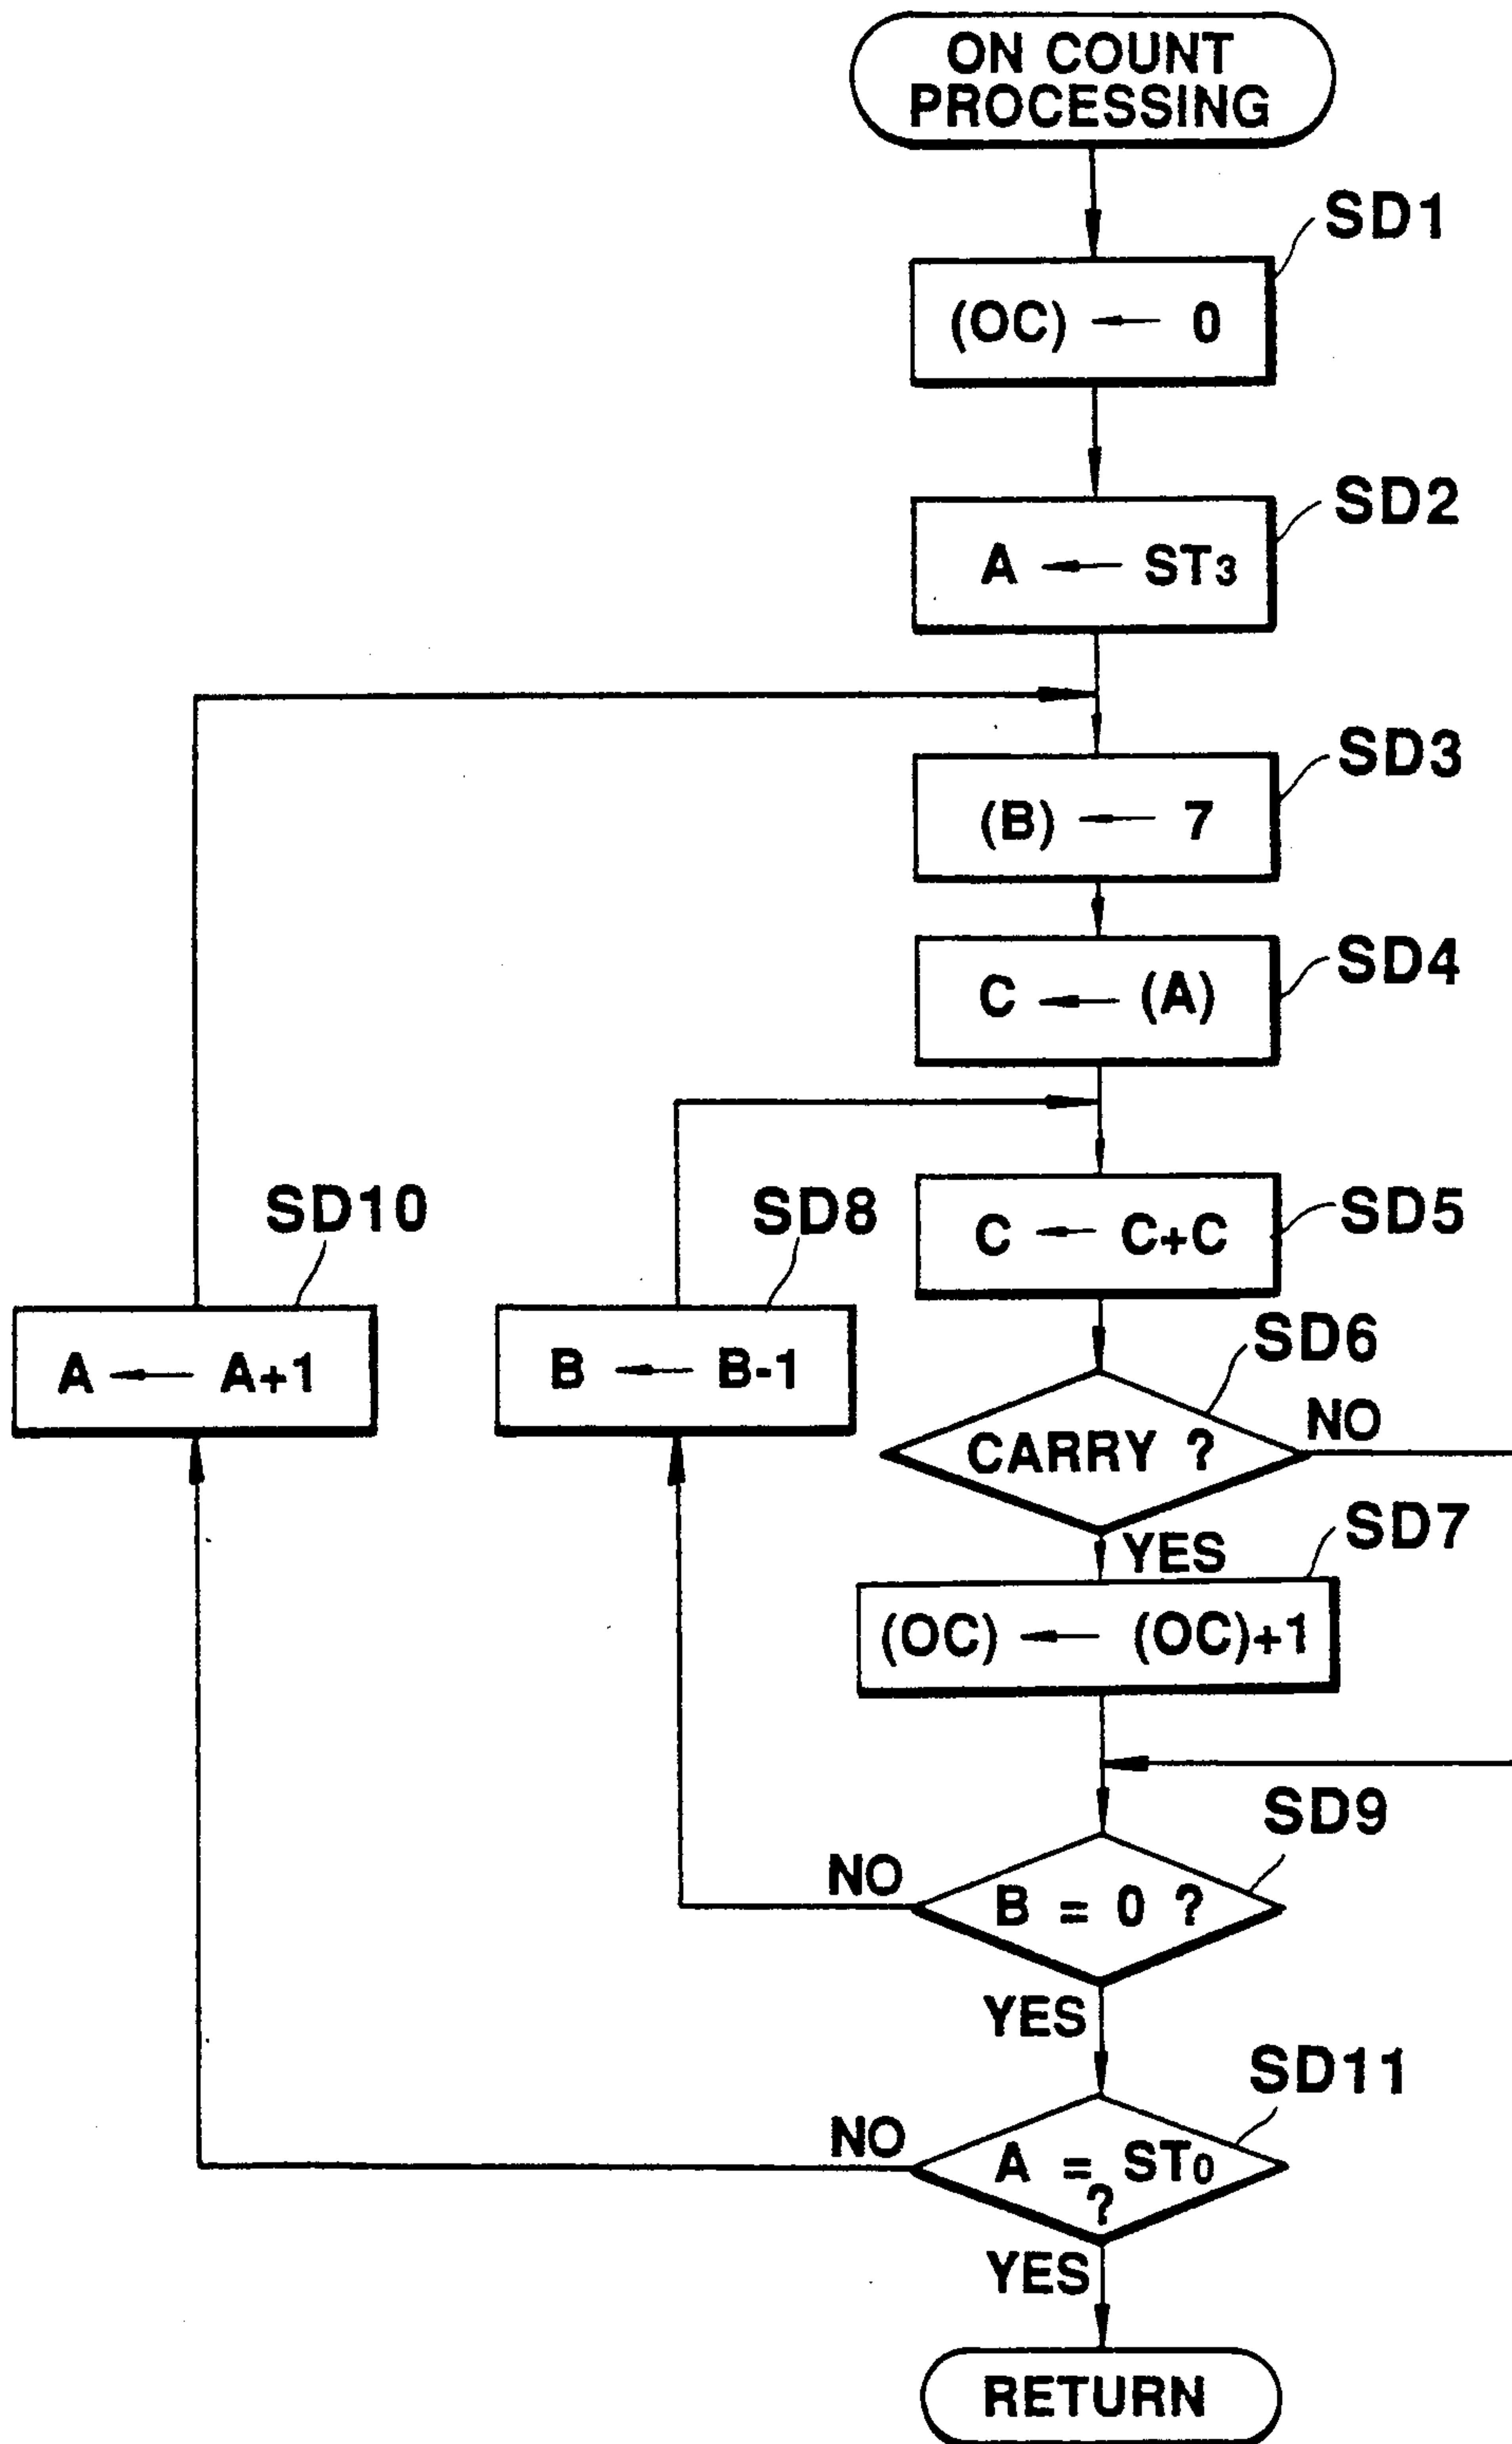 ON COUNT
PROCESSING
SD1
(OC) ← 0
SD2
A ← ST₃
SD3
(B) ← 7
SD4
C ← (A)
SD5
C ← C+C
SD10
A ← A+1
SD8
B ← B-1
SD6
CARRY ?
NO
YES
SD7
(OC) ← (OC)+1
SD9
B = 0 ?
NO
YES
SD11
A = ST₀
?
NO
YES
RETURN